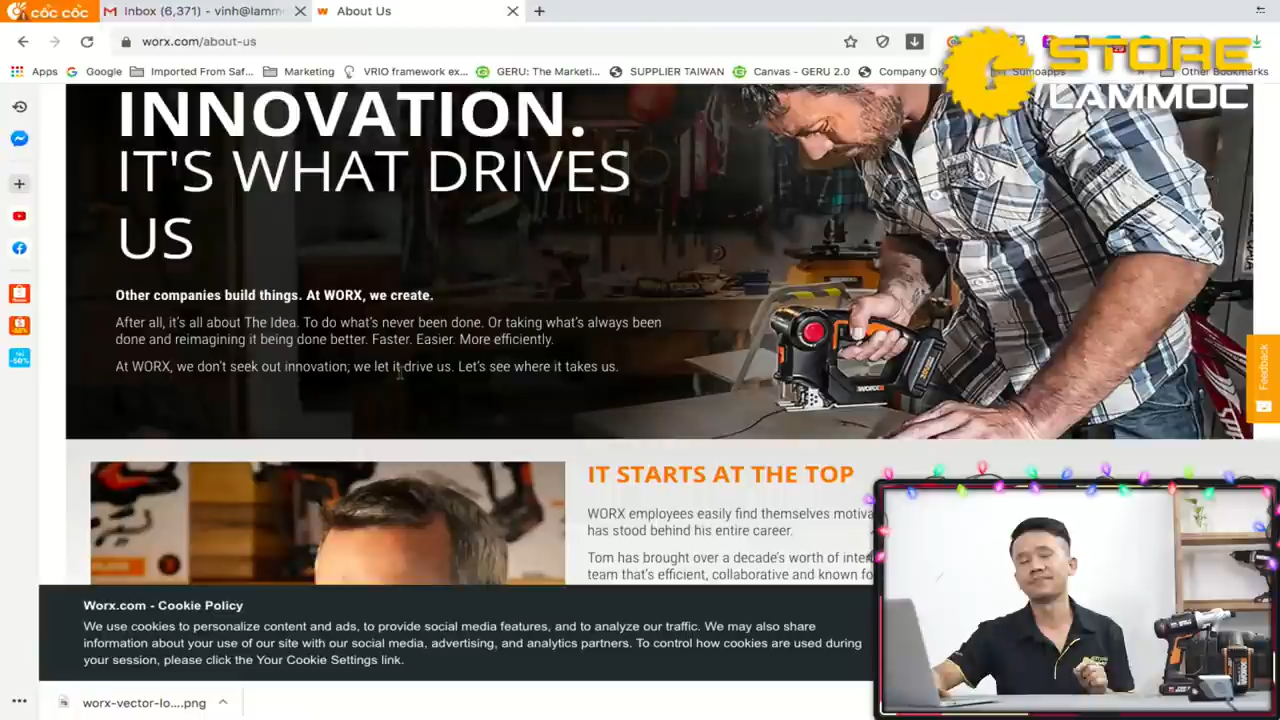 cốc cốc
Inbox (6,371) - vinh@lamm
About Us
worx.com/about-us
Apps
Google
Imported From Saf...
Marketing
VRIO framework ex...
GERU: The Marketi...
SUPPLIER TAIWAN
Canvas - GERU 2.0
Company OK
Sumoapps
Other Bookmarks
STORE
LAMMOC
INNOVATION.
IT'S WHAT DRIVES
US
Other companies build things. At WORX, we create.
After all, it's all about The Idea. To do what's never been done. Or taking what's always been
done and reimagining it being done better. Faster. Easier. More efficiently.
At WORX, we don't seek out innovation; we let it drive us. Let's see where it takes us.
WORX
Feedback
IT STARTS AT THE TOP
WORX employees easily find themselves motiva
has stood behind his entire career.
Tom has brought over a decade's worth of inter
team that's efficient, collaborative and known fo
Worx.com - Cookie Policy
We use cookies to personalize content and ads, to provide social media features, and to analyze our traffic. We may also share
information about your use of our site with our social media, advertising, and analytics partners. To control how cookies are used during
your session, please click the Your Cookie Settings link.
worx-vector-lo....png